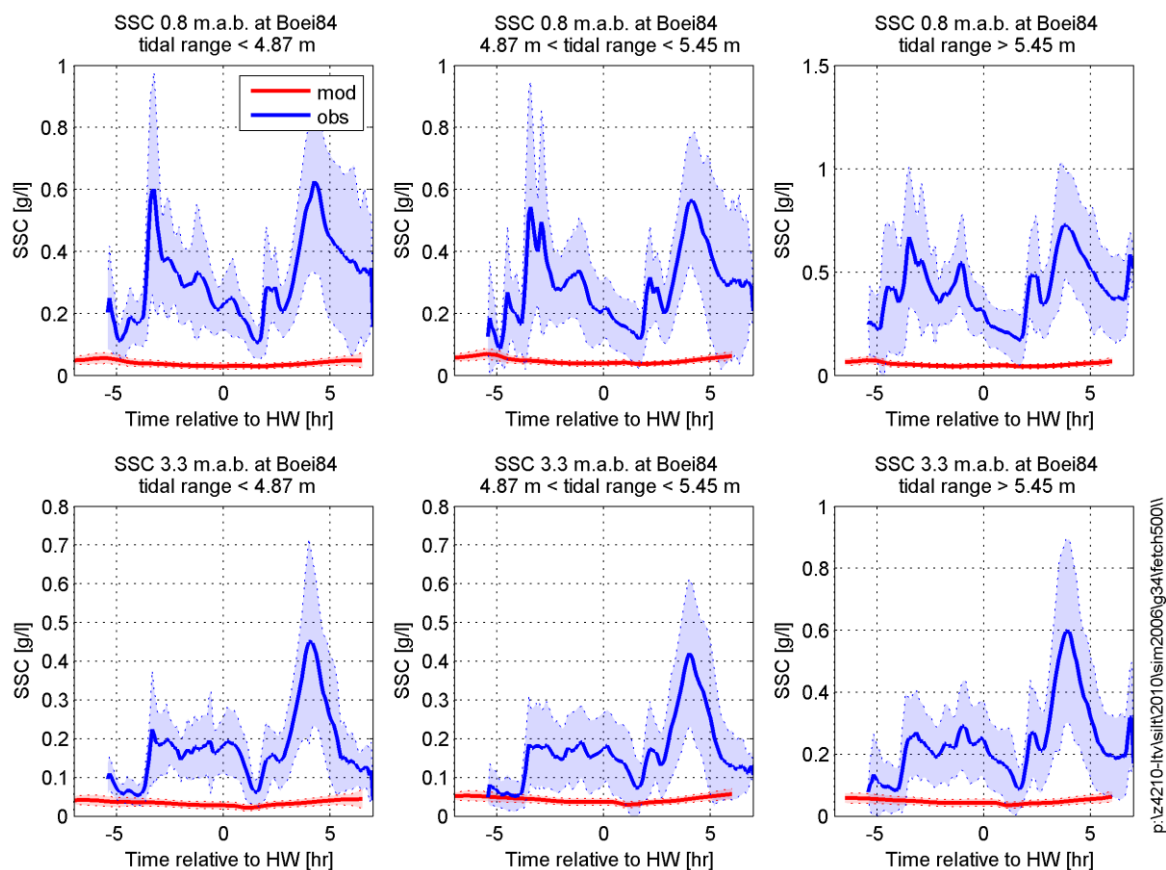 SSC 0.8 m.a.b. at Boei84
tidal range < 4.87 m
SSC [g/l]
1
0.8
0.6
0.4
0.2
0
mod
obs
-5
0
5
Time relative to HW [hr]
SSC 0.8 m.a.b. at Boei84
4.87 m < tidal range < 5.45 m
SSC [g/l]
1
0.8
0.6
0.4
0.2
0
-5
0
5
Time relative to HW [hr]
SSC 0.8 m.a.b. at Boei84
tidal range > 5.45 m
SSC [g/l]
1.5
1
0.5
0
-5
0
5
Time relative to HW [hr]
SSC 3.3 m.a.b. at Boei84
tidal range < 4.87 m
SSC [g/l]
0.8
0.7
0.6
0.5
0.4
0.3
0.2
0.1
0
-5
0
5
Time relative to HW [hr]
SSC 3.3 m.a.b. at Boei84
4.87 m < tidal range < 5.45 m
SSC [g/l]
0.8
0.7
0.6
0.5
0.4
0.3
0.2
0.1
0
-5
0
5
Time relative to HW [hr]
SSC 3.3 m.a.b. at Boei84
tidal range > 5.45 m
SSC [g/l]
1
0.8
0.6
0.4
0.2
0
-5
0
5
Time relative to HW [hr]
p:\z4210-ltv\silt\2010\sim2006\g34\fetch500\\